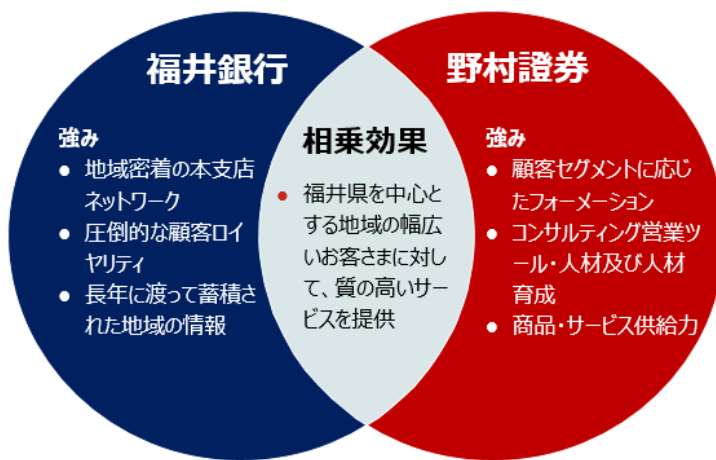 福井銀行
強み
● 地域密着の本支店
ネットワーク
● 圧倒的な顧客ロイ
ヤリティ
● 長年に渡って蓄積さ
れた地域の情報
相乗効果
● 福井県を中心と
する地域の幅広
いお客さまに対し
て、質の高いサー
ビスを提供
野村證券
強み
● 顧客セグメントに応じ
たフォーメーション
● コンサルティング営業ツ
ール・人材及び人材
育成
● 商品・サービス供給力